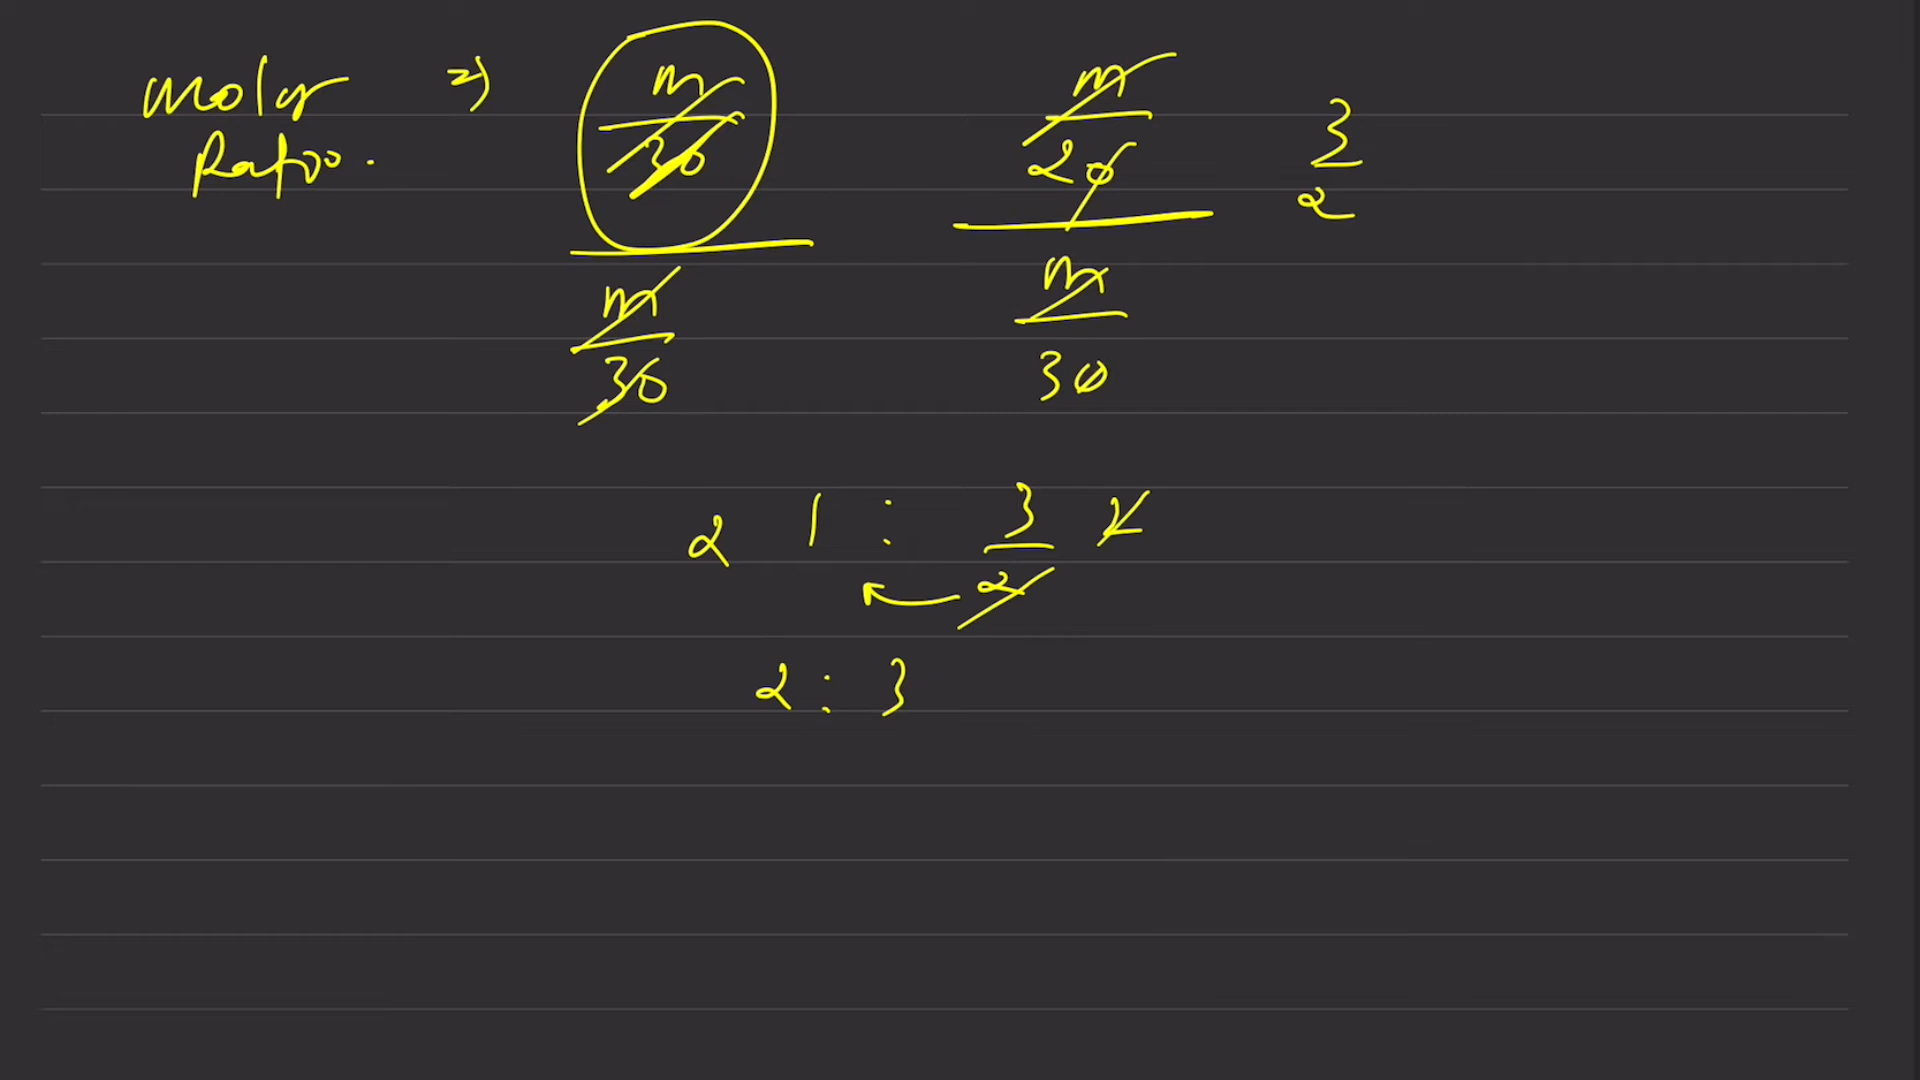 Molar ⇒ m/30 m/20 3/2
Ratio.
m/30 m/30
2 1 : 3/2 2
2 : 3